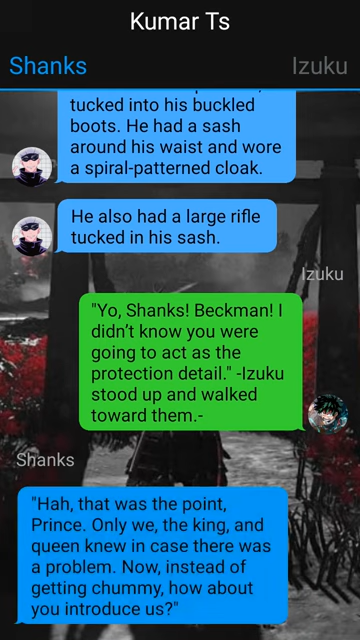 Kumar Ts
Shanks
Izuku
tucked into his buckled
boots. He had a sash
around his waist and wore
a spiral-patterned cloak.
He also had a large rifle
tucked in his sash.
Izuku
"Yo, Shanks! Beckman! I
didn't know you were
going to act as the
protection detail." -Izuku
stood up and walked
toward them.-
Shanks
"Hah, that was the point,
Prince. Only we, the king, and
queen knew in case there was
a problem. Now, instead of
getting chummy, how about
you introduce us?"